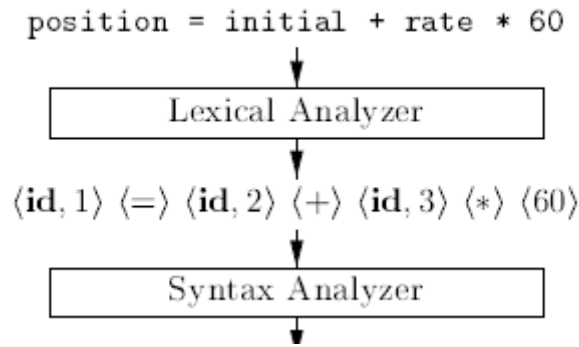 position = initial + rate * 60
Lexical Analyzer
⟨id, 1⟩ ⟨=⟩ ⟨id, 2⟩ ⟨+⟩ ⟨id, 3⟩ ⟨*⟩ ⟨60⟩
Syntax Analyzer